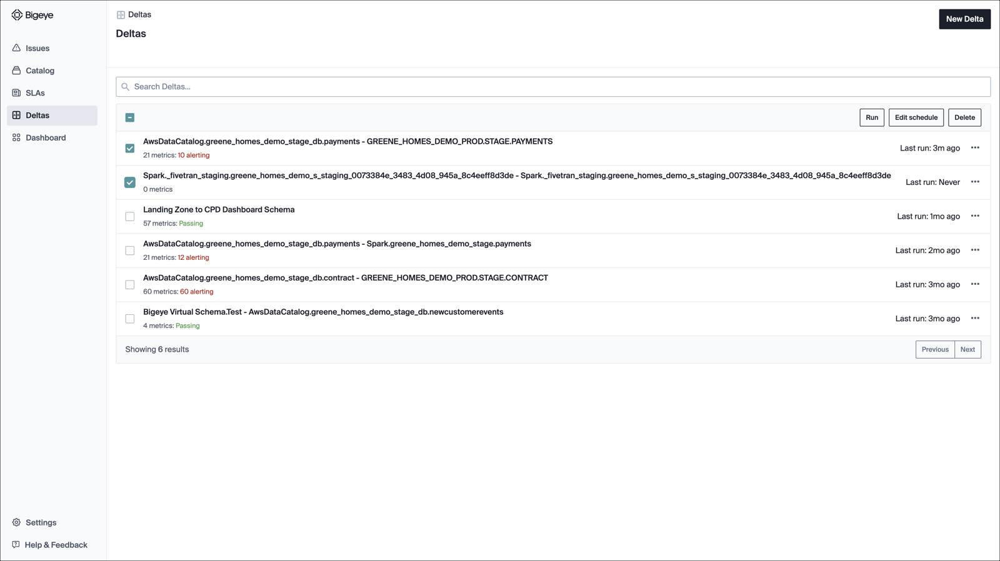 Bigeye
Issues
Catalog
SLAs
Deltas
Dashboard
Settings
Help & Feedback
Deltas
Deltas
New Delta
Search Deltas...
Run
Edit schedule
Delete
AwsDataCatalog.greene_homes_demo_stage_db.payments - GREENE_HOMES_DEMO_PROD.STAGE.PAYMENTS
21 metrics: 10 alerting
Last run: 3m ago
Spark._fivetran_staging.greene_homes_demo_s_staging_0073384e_3483_4d08_945a_8c4eeff8d3de - Spark._fivetran_staging.greene_homes_demo_s_staging_0073384e_3483_4d08_945a_8c4eeff8d3de
0 metrics
Last run: Never
Landing Zone to CPD Dashboard Schema
57 metrics: Passing
Last run: 1mo ago
AwsDataCatalog.greene_homes_demo_stage_db.payments - Spark.greene_homes_demo_stage.payments
21 metrics: 12 alerting
Last run: 2mo ago
AwsDataCatalog.greene_homes_demo_stage_db.contract - GREENE_HOMES_DEMO_PROD.STAGE.CONTRACT
60 metrics: 60 alerting
Last run: 3mo ago
Bigeye Virtual Schema.Test - AwsDataCatalog.greene_homes_demo_stage_db.newcustomerevents
4 metrics: Passing
Last run: 3mo ago
Showing 6 results
Previous
Next